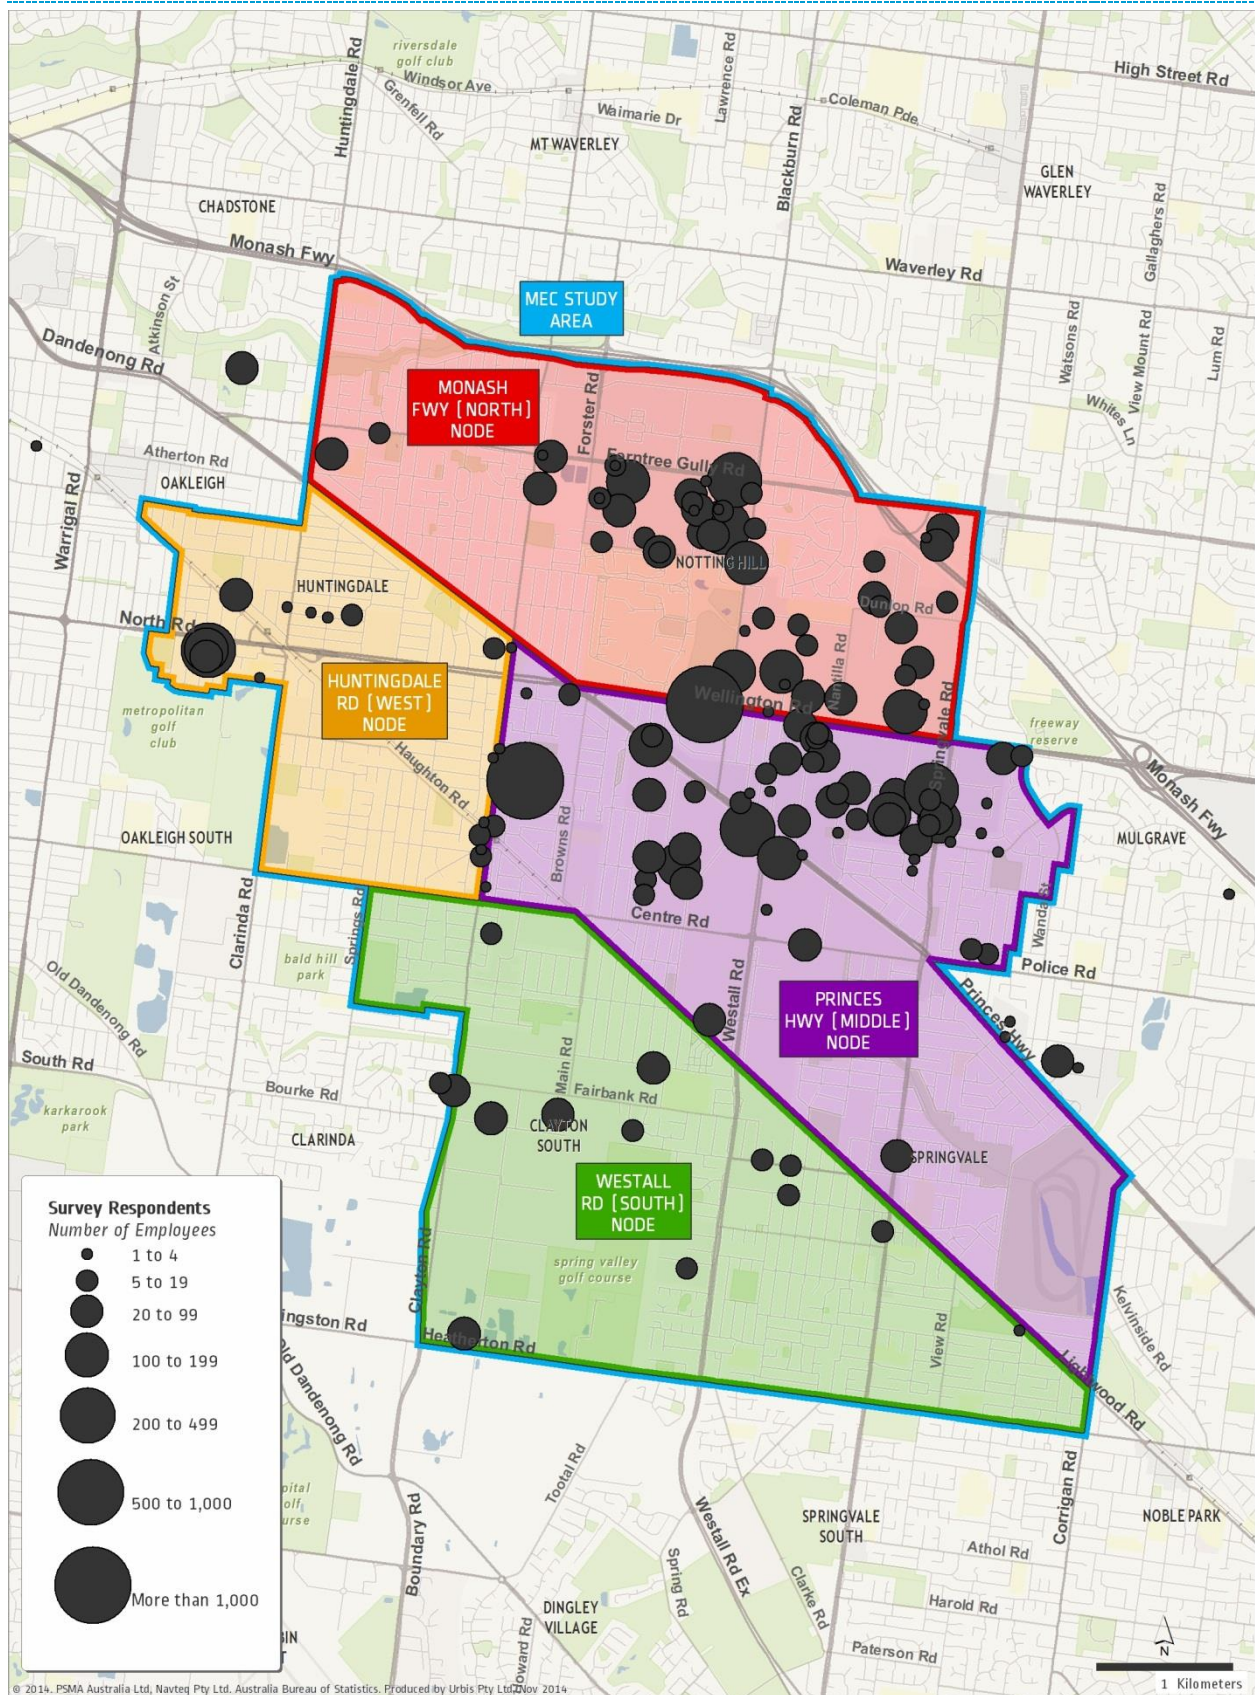 riversdale
golf club
Windsor Ave
Huntingdale Rd
Grenfell Rd
Lawrence Rd
High Street Rd
Coleman Pde
Waimarie Dr
MT WAVERLEY
Blackburn Rd
GLEN
WAVERLEY
Gallaghers Rd
CHADSTONE
Monash Fwy
Waverley Rd
MEC STUDY
AREA
Atkinson St
Dandenong Rd
Watsons Rd
View Mount Rd
Lum Rd
MONASH
FWY [NORTH]
NODE
Forster Rd
Whites Ln
Atherton Rd
OAKLEIGH
Ferntree Gully Rd
Warrigal Rd
NOTTING HILL
HUNTINGDALE
Dunlop Rd
North Rd
HUNTINGDALE
RD [WEST]
NODE
Nantilla Rd
Wellington Rd
metropolitan
golf
club
Springvale Rd
freeway
reserve
Haughton Rd
Monash Fwy
OAKLEIGH SOUTH
Browns Rd
MULGRAVE
Clarinda Rd
Springs Rd
Centre Rd
Wanda St
bald hill
park
Police Rd
Old Dandenong Rd
Westall Rd
PRINCES
HWY [MIDDLE]
NODE
Princes Hwy
South Rd
Main Rd
Bourke Rd
Fairbank Rd
karkarook
park
CLARINDA
CLAYTON
SOUTH
SPRINGVALE
WESTALL
RD [SOUTH]
NODE
Survey Respondents
Number of Employees
1 to 4
5 to 19
20 to 99
100 to 199
200 to 499
500 to 1,000
More than 1,000
Clayton Rd
spring valley
golf course
Kelvinside Rd
ingston Rd
Heatherton Rd
View Rd
Lightwood Rd
Old Dandenong Rd
Tootal Rd
Corrigan Rd
pital
olf
urse
Boundary Rd
Westall Rd Ex
SPRINGVALE
SOUTH
NOBLE PARK
Athol Rd
Spring Rd
Clarke Rd
DINGLEY
VILLAGE
Harold Rd
BIN
T
Howard Rd
Paterson Rd
N
1 Kilometers
© 2014. PSMA Australia Ltd, Navteq Pty Ltd. Australia Bureau of Statistics. Produced by Urbis Pty Ltd, Nov 2014